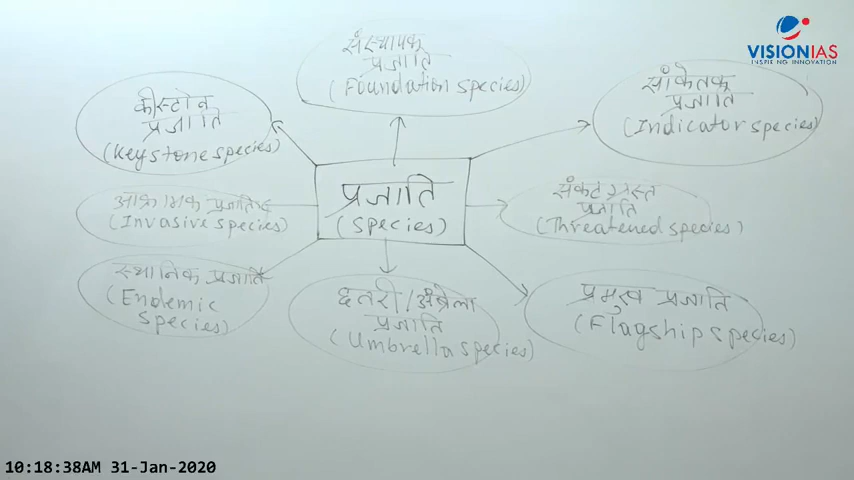 VISIONIAS
INSPIRING INNOVATION
संस्थापक
प्रजाति
(Foundation species)
कीस्टोन
प्रजाति
(Keystone species)
सांकेतक
प्रजाति
(Indicator species)
प्रजाति
(Species)
आक्रामक प्रजाति
(Invasive species)
संकटग्रस्त
प्रजाति
(Threatened species)
स्थानिक प्रजाति
(Endemic
species)
छतरी/अंब्रेला
प्रजाति
(Umbrella species)
प्रमुख प्रजाति
(Flagship species)
10:18:38AM 31-Jan-2020